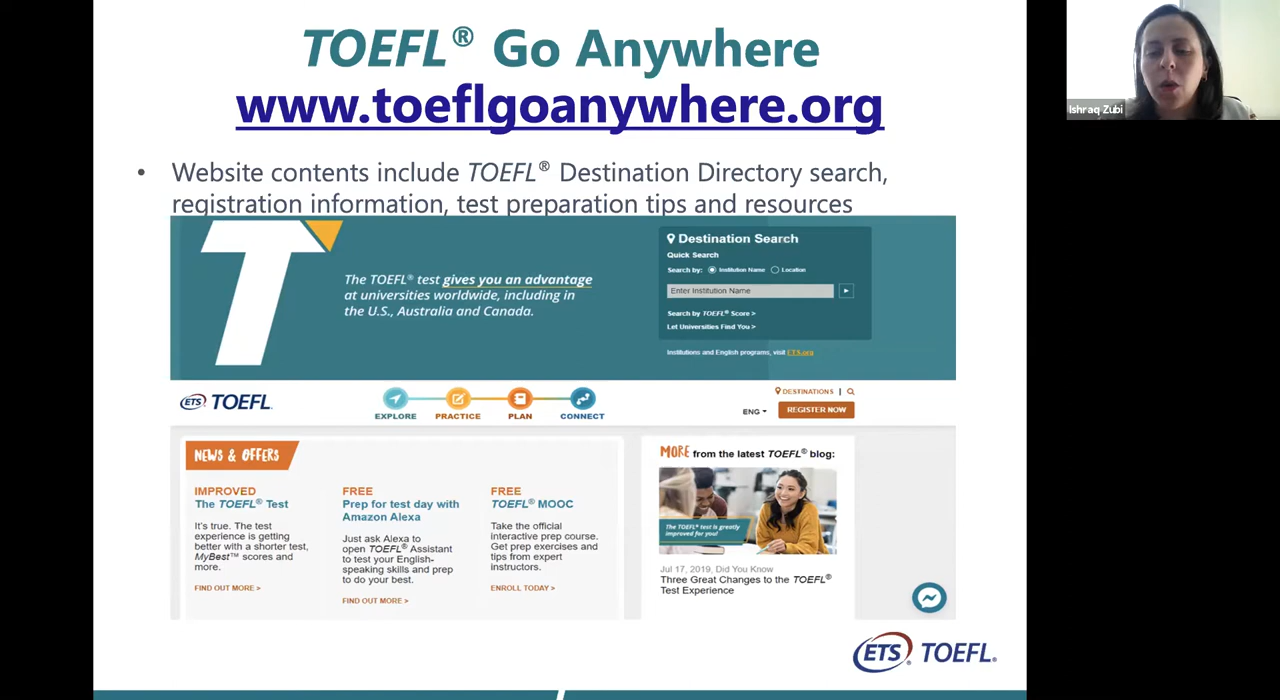 TOEFL® Go Anywhere
www.toeflgoanywhere.org
Ishraq Zubi
• Website contents include TOEFL® Destination Directory search,
registration information, test preparation tips and resources
The TOEFL® test gives you an advantage
at universities worldwide, including in
the U.S., Australia and Canada.
Destination Search
Quick Search
Search by: Institution Name Location
Enter Institution Name
Search by TOEFL® Score >
Let Universities Find You >
Institutions and English programs, visit ETS.org
ETS TOEFL.
EXPLORE PRACTICE PLAN CONNECT
DESTINATIONS |
ENG
REGISTER NOW
NEWS & OFFERS
IMPROVED
The TOEFL® Test
It's true. The test
experience is getting
better with a shorter test,
MyBest™ scores and
more.
FIND OUT MORE >
FREE
Prep for test day with
Amazon Alexa
Just ask Alexa to
open TOEFL® Assistant
to test your English-
speaking skills and prep
to do your best.
FIND OUT MORE >
FREE
TOEFL® MOOC
Take the official
interactive prep course.
Get prep exercises and
tips from expert
instructors.
ENROLL TODAY >
MORE from the latest TOEFL® blog:
The TOEFL® test is greatly
improved for you!
Jul 17, 2019, Did You Know
Three Great Changes to the TOEFL®
Test Experience
ETS® TOEFL®